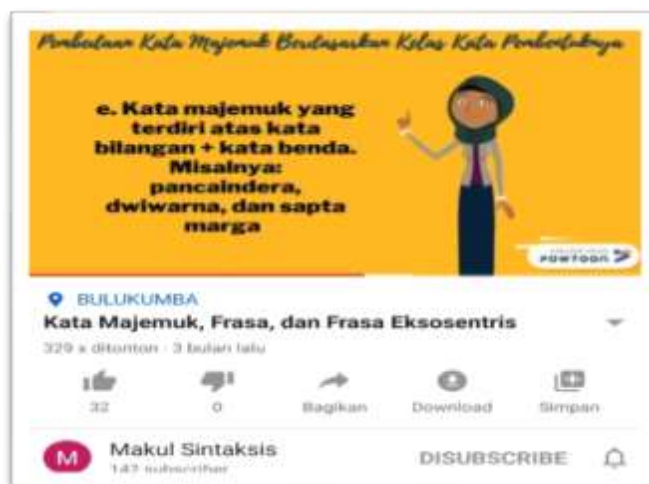 Pembedaan Kata Majemuk Berdasarkan Kelas Kata Pembentuknya
e. Kata majemuk yang
terdiri atas kata
bilangan + kata benda.
Misalnya:
pancaindera,
dwiwarna, dan sapta
marga
POWTOON
BULUKUMBA
Kata Majemuk, Frasa, dan Frasa Eksosentris
329 x ditonton · 3 bulan lalu
32
0
Bagikan
Download
Simpan
M
Makul Sintaksis
DISUBSCRIBE
147 subscriber